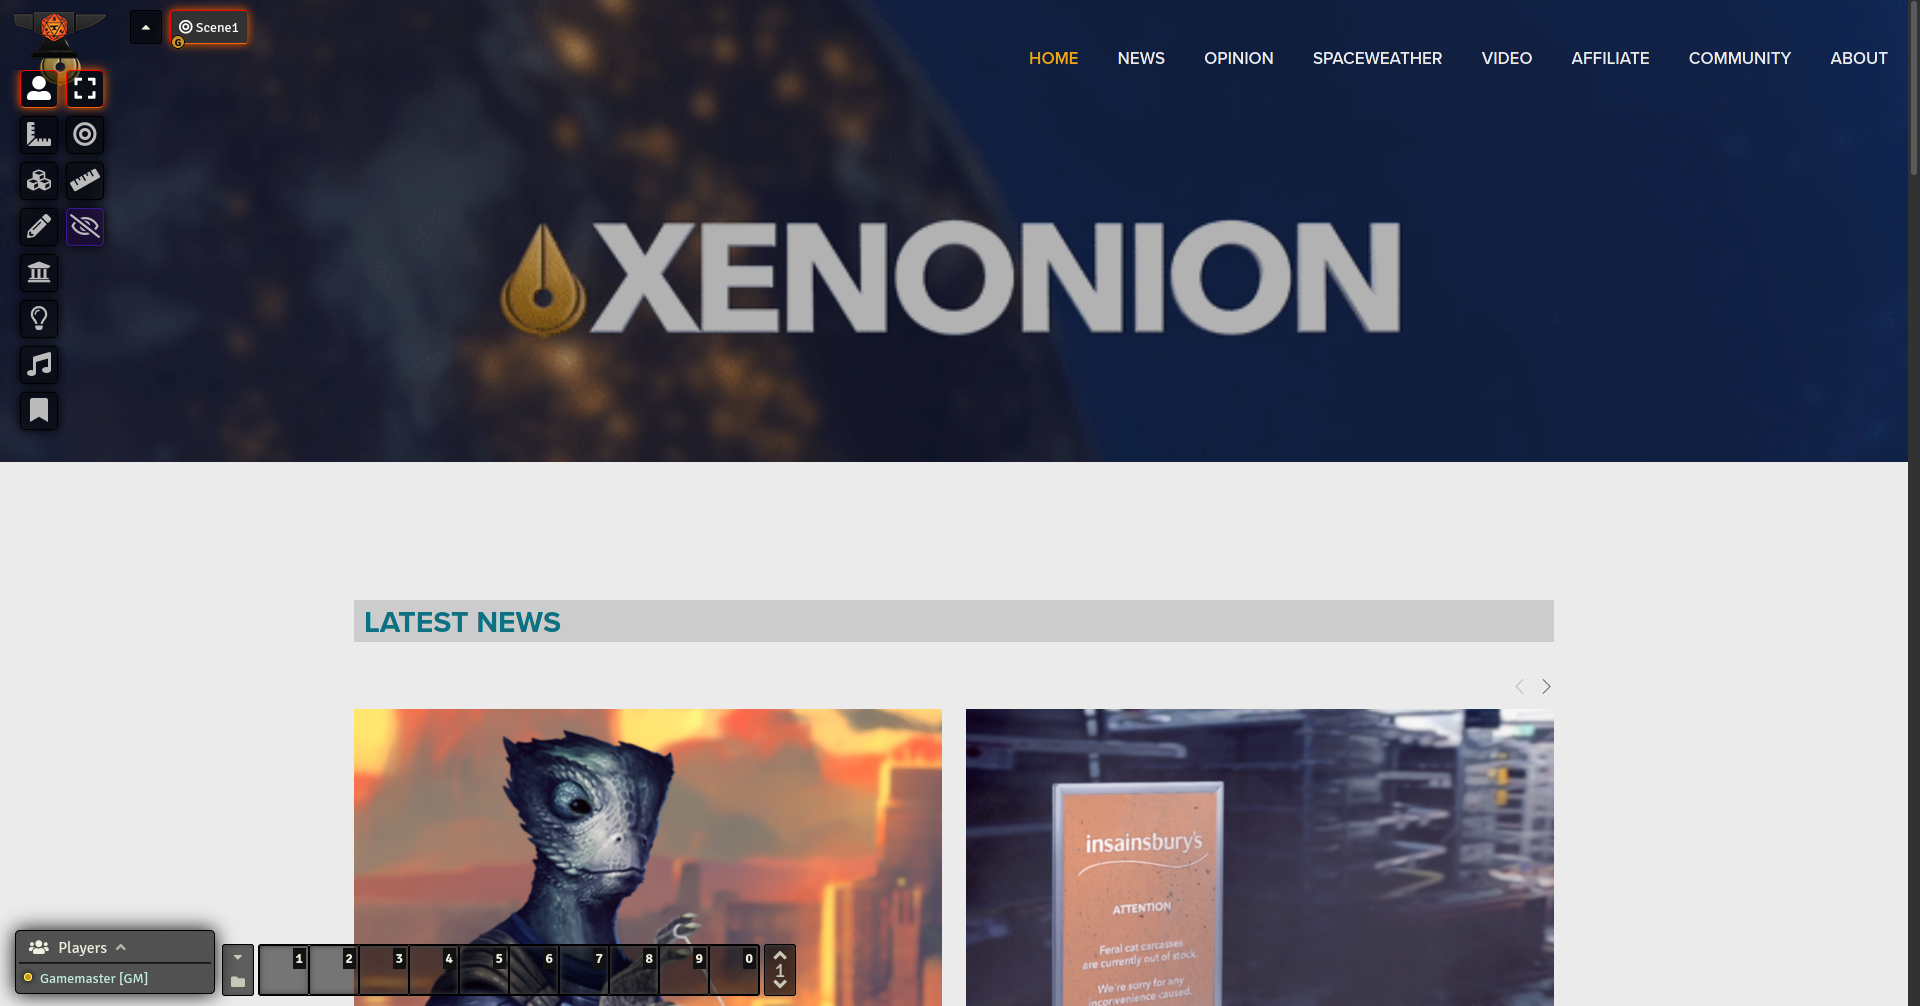 Scene1
G
HOME NEWS OPINION SPACEWEATHER VIDEO AFFILIATE COMMUNITY ABOUT
XENONION
LATEST NEWS
insainsbury's
ATTENTION
Feral cat carcasses
are currently out of stock.
We're sorry for any
inconvenience caused.
Players
Gamemaster [GM]
1 2 3 4 5 6 7 8 9 0
1